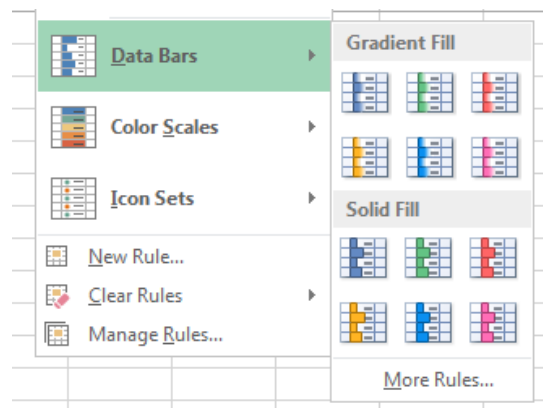 Data Bars
Color Scales
Icon Sets
New Rule...
Clear Rules
Manage Rules...
Gradient Fill
Solid Fill
More Rules...